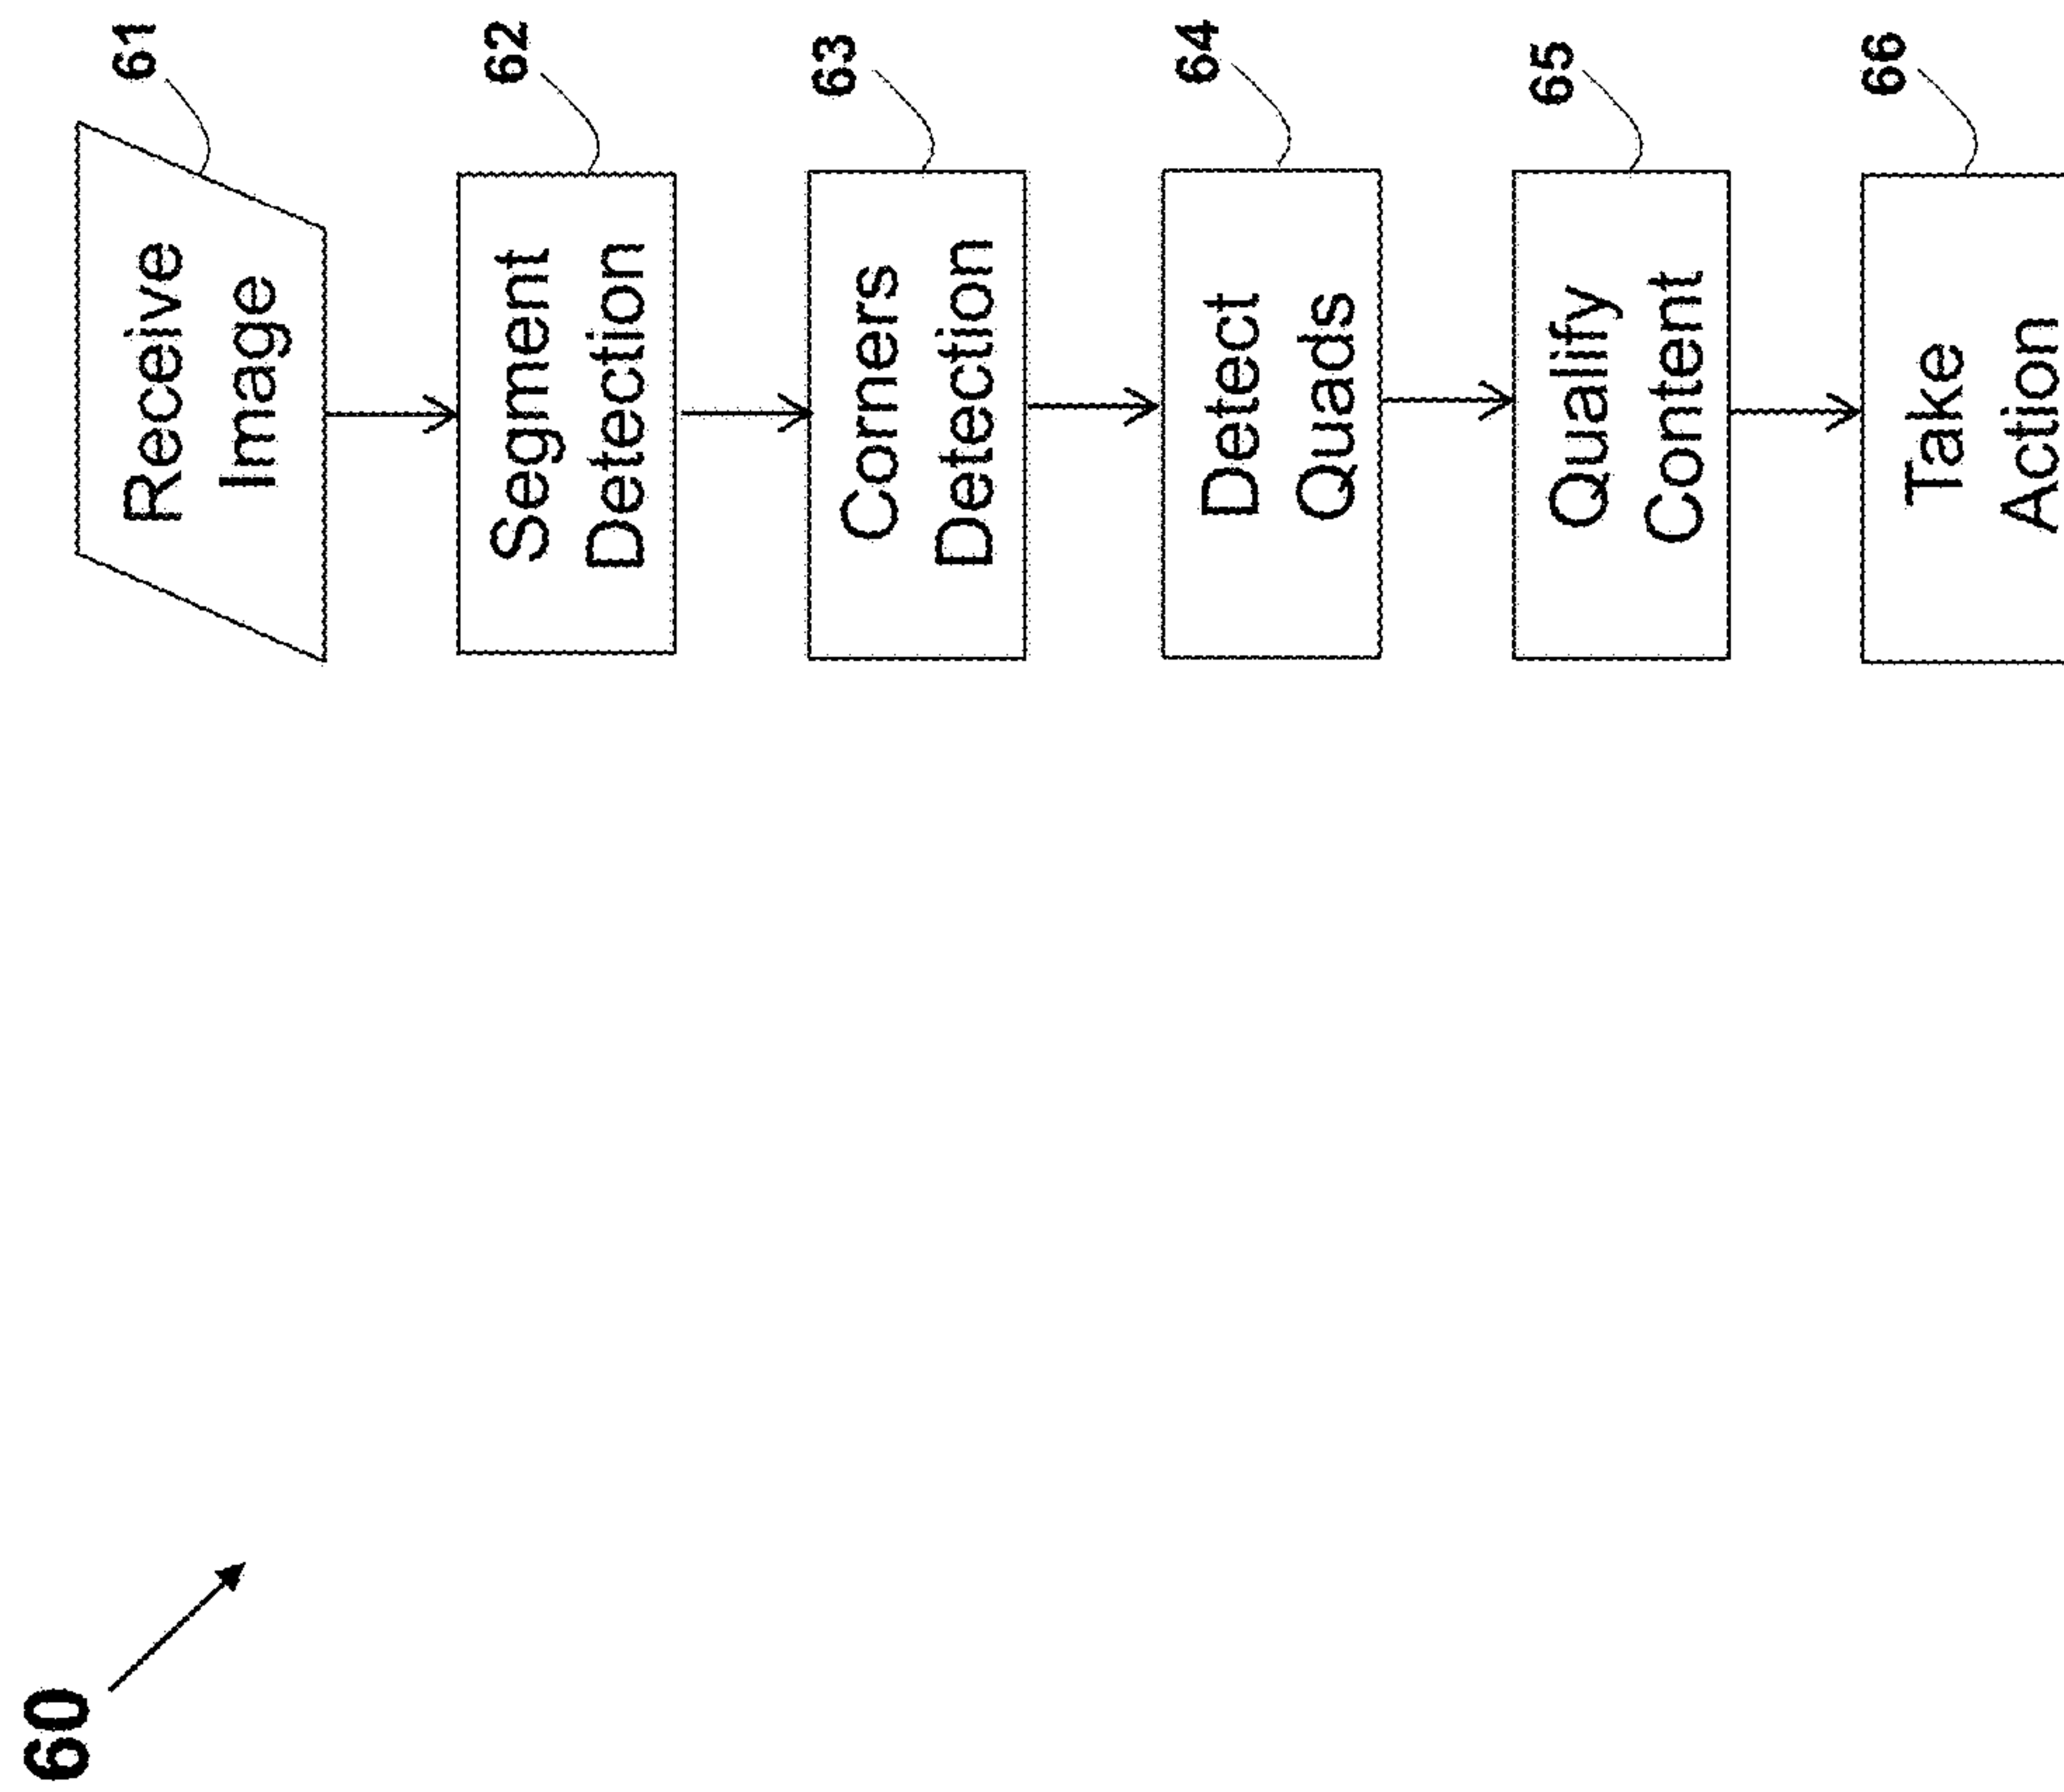 60
61
Receive
Image
62
Segment
Detection
63
Corners
Detection
64
Detect
Quads
65
Qualify
Content
66
Take
Action